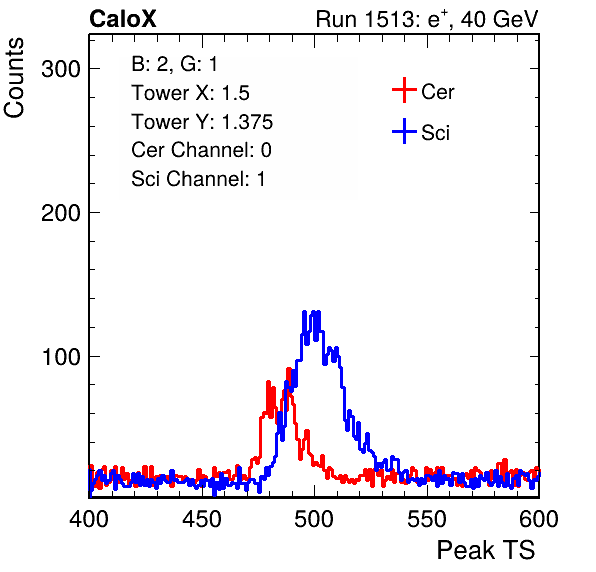 CaloX Run 1513: e+, 40 GeV
Counts
B: 2, G: 1
Tower X: 1.5
Tower Y: 1.375
Cer Channel: 0
Sci Channel: 1
Cer
Sci
300
200
100
400 450 500 550 600
Peak TS